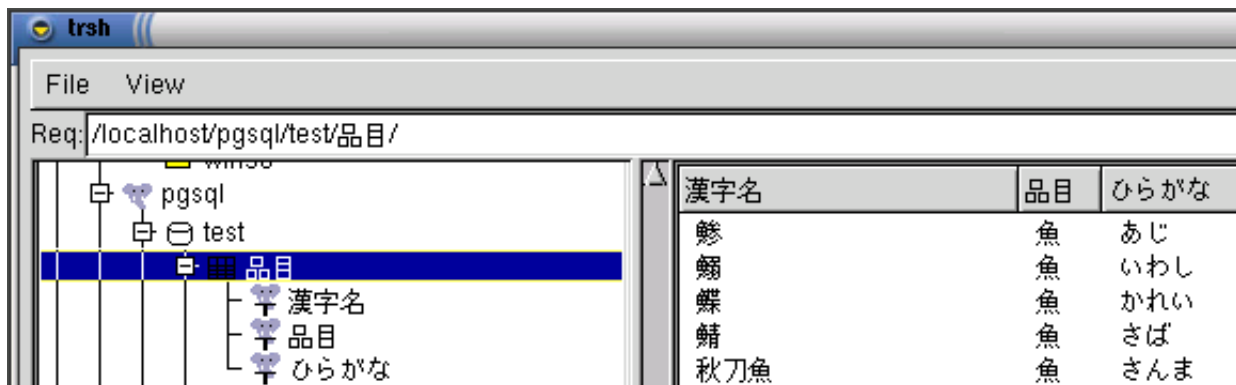 trsh
File View
Req: /localhost/pgsql/test/品目/
pgsql
test
品目
漢字名
品目
ひらがな
漢字名 品目 ひらがな
鯵 魚 あじ
鰯 魚 いわし
鰈 魚 かれい
鯖 魚 さば
秋刀魚 魚 さんま